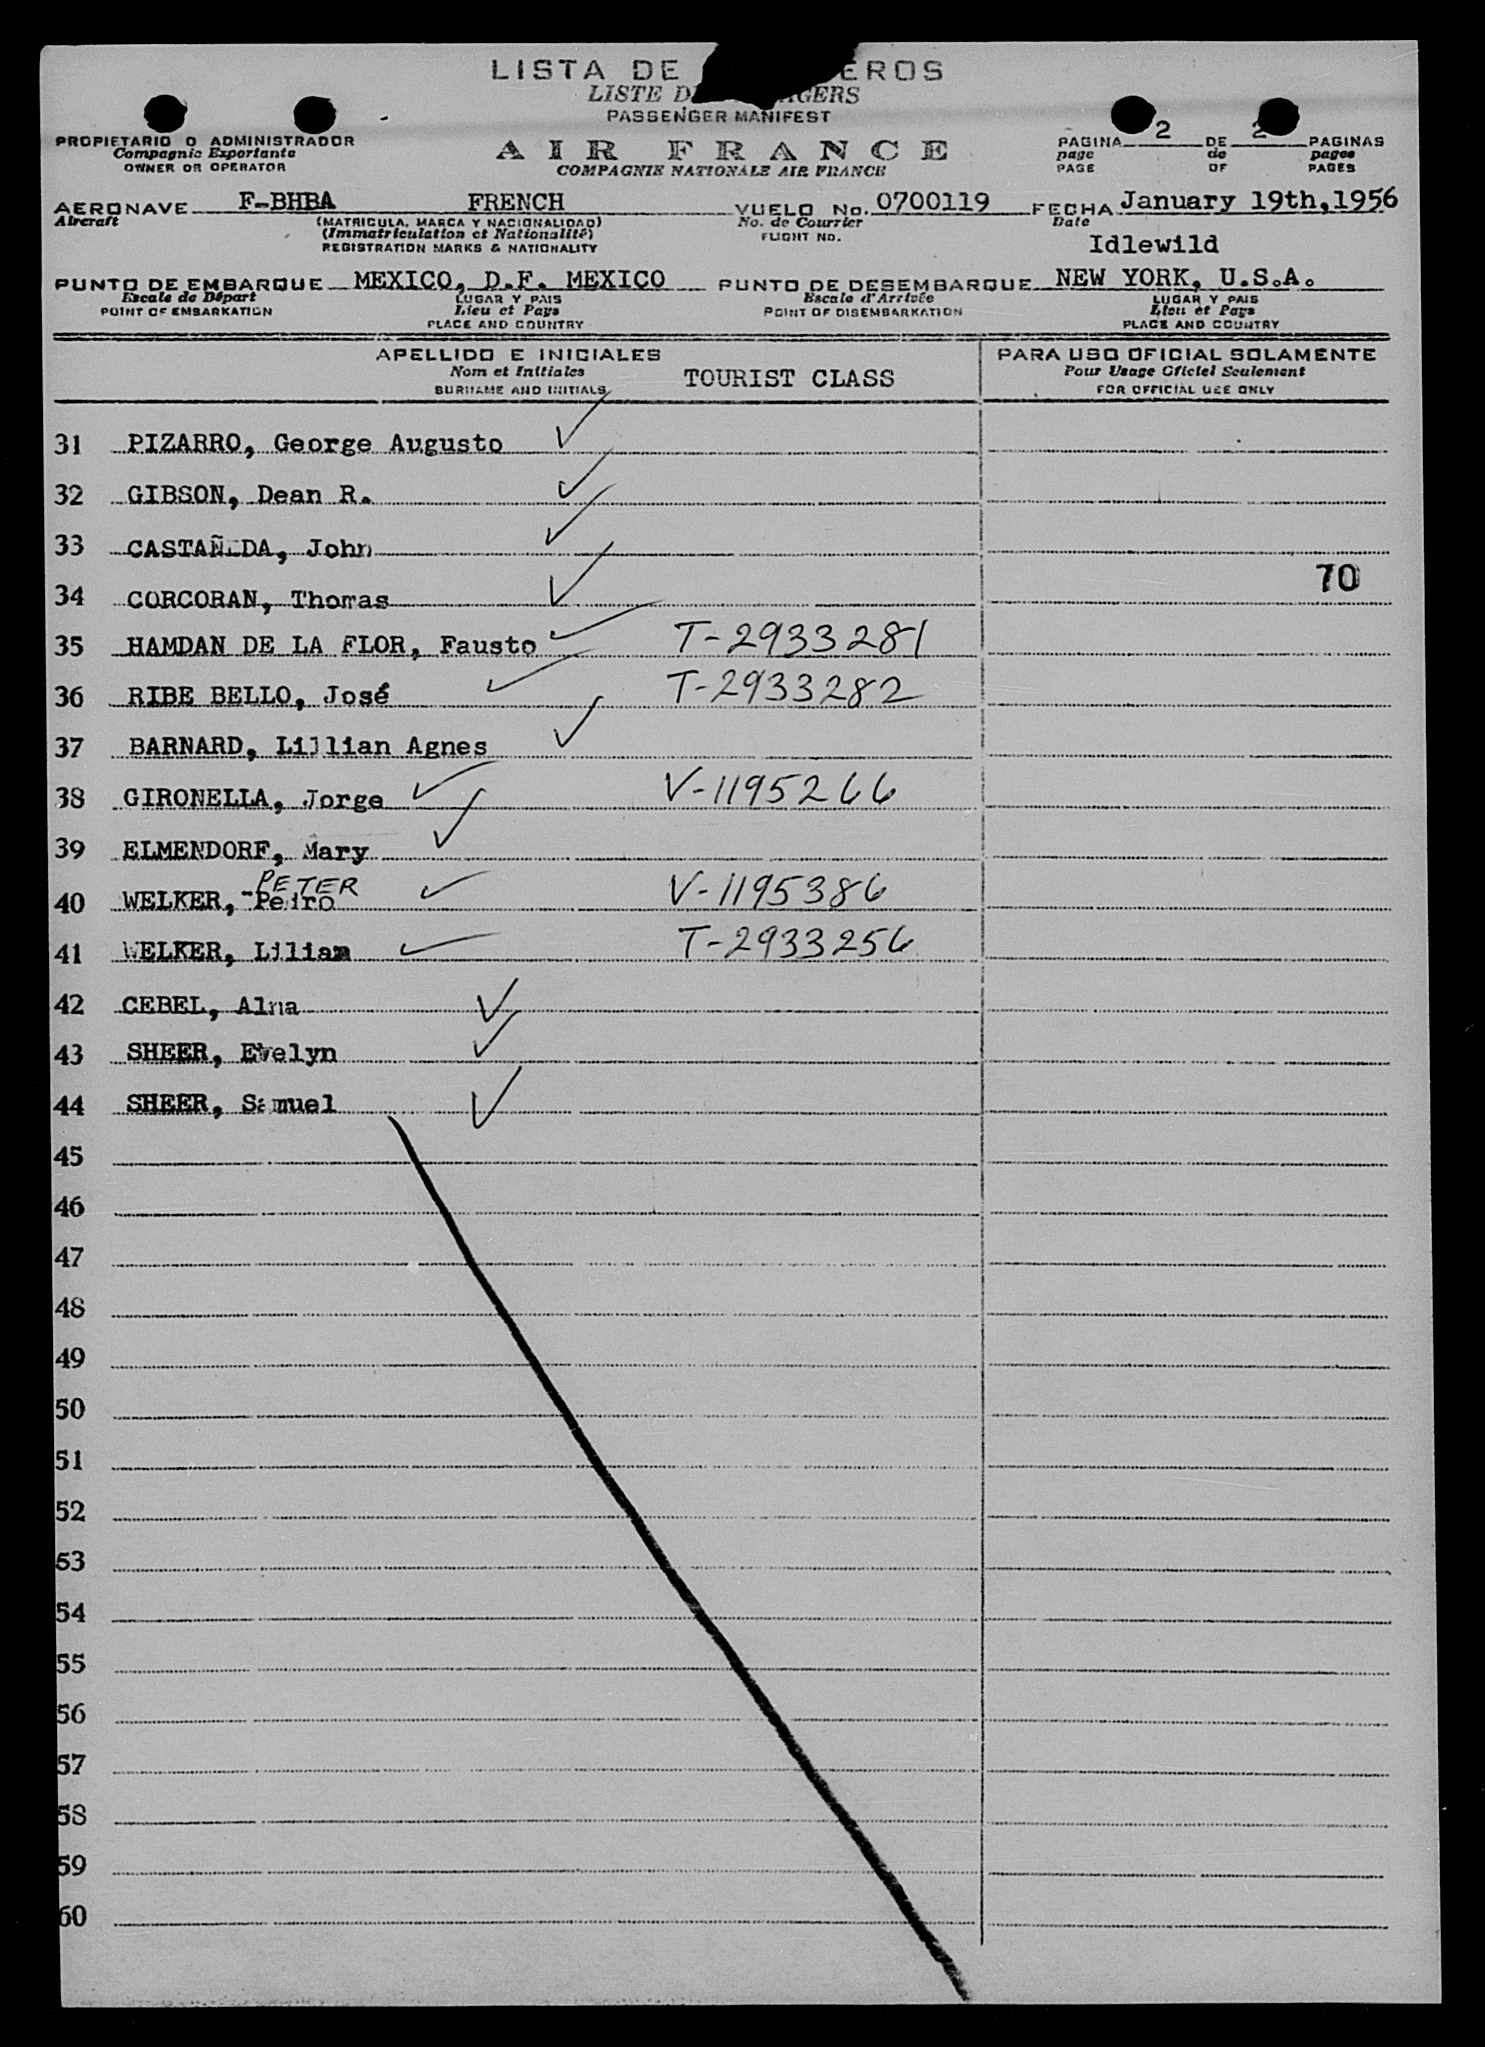 LISTA DE EROS
LISTE D GERS
PASSENGER MANIFEST
PROPIETARIO O ADMINISTRADOR
Compagnie Exportante
OWNER OR OPERATOR
AIR FRANCE
COMPAGNIE NATIONALE AIR FRANCE
PAGINA 2 DE 2 PAGINAS
page de pages
PAGE OF PAGES
AERONAVE F-BHBA FRENCH VUELO No. 0700119 FECHA January 19th, 1956
Aircraft (MATRICULA, MARCA Y NACIONALIDAD) No. de Courrier Date
(Immatriculation et Nationalité) FLIGHT NO.
REGISTRATION MARKS & NATIONALITY
Idlewild
PUNTO DE EMBARQUE MEXICO, D.F. MEXICO PUNTO DE DESEMBARQUE NEW YORK, U.S.A.
Escale de Départ LUGAR Y PAIS Escale d'Arrivée LUGAR Y PAIS
POINT OF EMBARKATION Lieu et Pays POINT OF DISEMBARKATION Lieu et Pays
PLACE AND COUNTRY PLACE AND COUNTRY
APELLIDO E INICIALES PARA USO OFICIAL SOLAMENTE
Nom et Initiales TOURIST CLASS Pour Usage Officiel Seulement
SURNAME AND INITIALS FOR OFFICIAL USE ONLY
31 PIZARRO, George Augusto ✓
32 GIBSON, Dean R. ✓
33 CASTAÑEDA, John ✓
70
34 CORCORAN, Thomas ✓
35 HAMDAN DE LA FLOR, Fausto ✓ T-2933281
36 RIBE BELLO, José ✓ T-2933282
37 BARNARD, Lillian Agnes ✓
38 GIRONELLA, Jorge ✓ V-1195266
39 ELMENDORF, Mary ✓
PETER
40 WELKER, Pedro ✓ V-1195386
41 WELKER, Lilian ✓ T-2933256
42 CEBEL, Alma ✓
43 SHEER, Evelyn ✓
44 SHEER, Samuel ✓
45
46
47
48
49
50
51
52
53
54
55
56
57
58
59
60